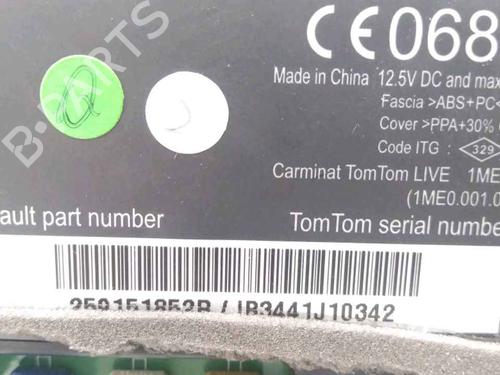 B-PARTS
CE068
Made in China 12.5V DC and max
Fascia >ABS+PC<
Cover >PPA+30%
Code ITG : 329
Carminat TomTom LIVE 1ME
(1ME0.001.0
ault part number
TomTom serial numbe
259151852R / JB3441J10342